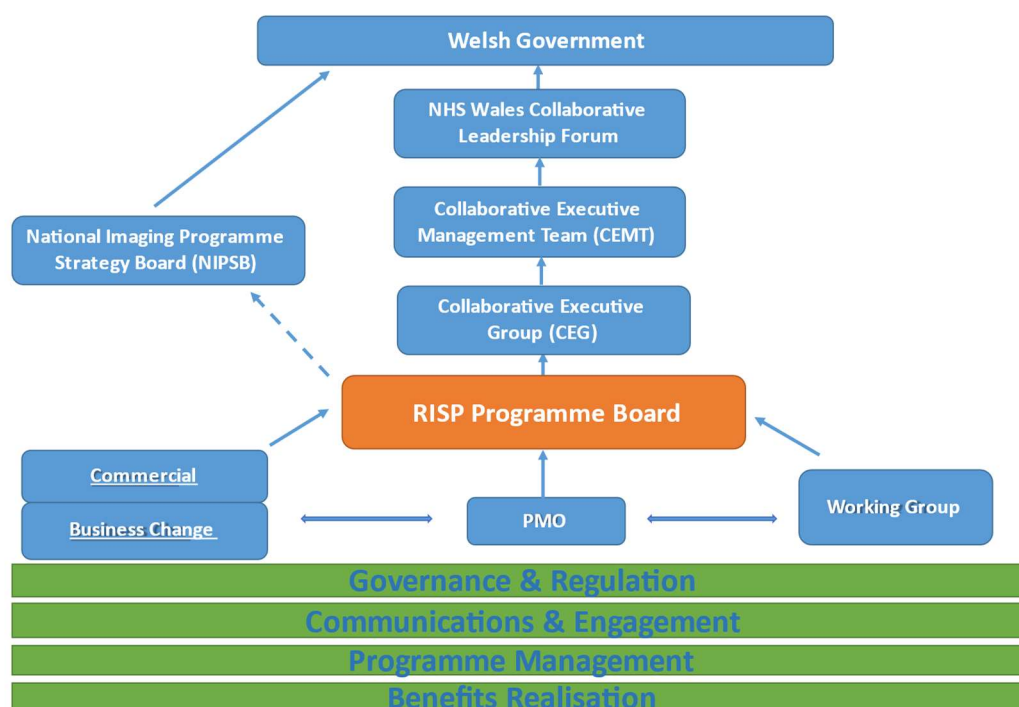 Welsh Government
NHS Wales Collaborative
Leadership Forum
Collaborative Executive
Management Team (CEMT)
National Imaging Programme
Strategy Board (NIPSB)
Collaborative Executive
Group (CEG)
RISP Programme Board
Commercial
Business Change
PMO
Working Group
Governance & Regulation
Communications & Engagement
Programme Management
Benefits Realisation